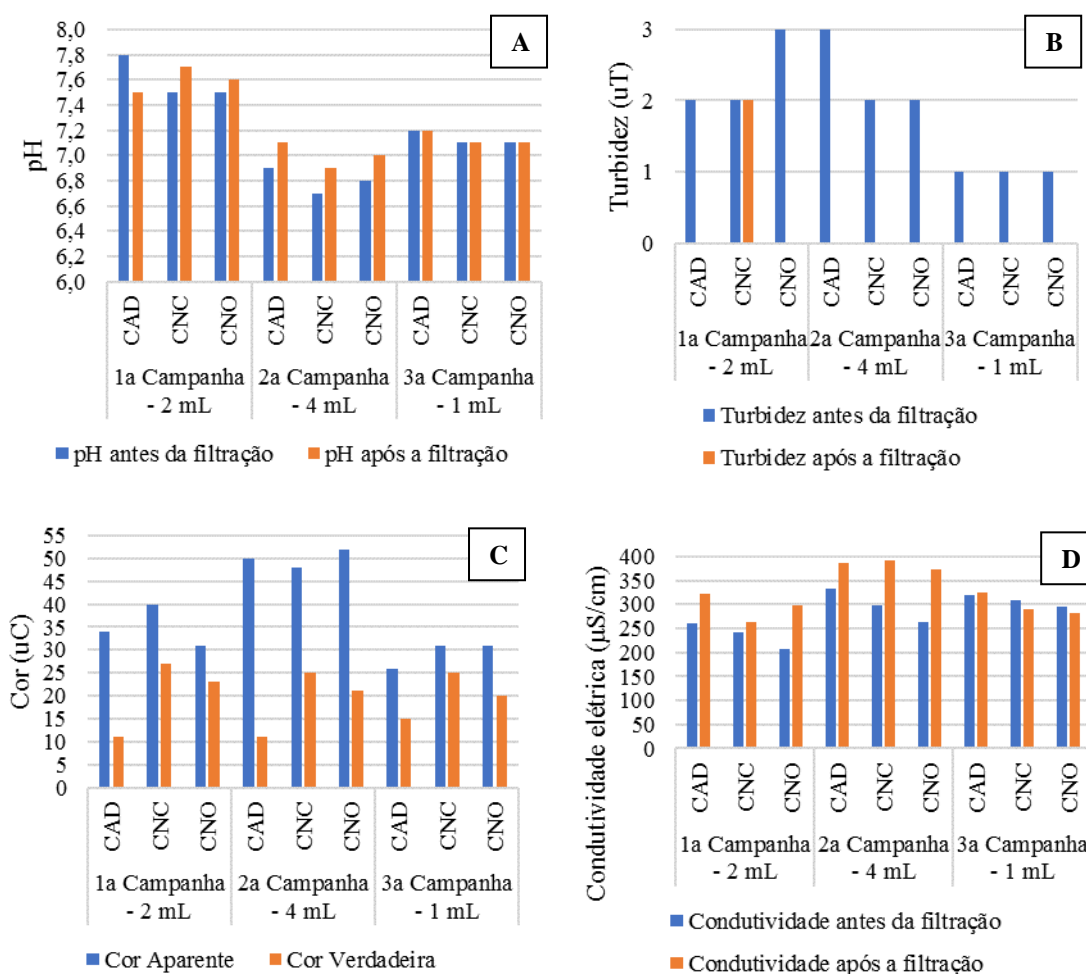 A
pH
8,0
7,8
7,6
7,4
7,2
7,0
6,8
6,6
6,4
6,2
6,0
CAD
CNC
CNO
CAD
CNC
CNO
CAD
CNC
CNO
1a Campanha
- 2 mL
2a Campanha
- 4 mL
3a Campanha
- 1 mL
pH antes da filtração
pH após a filtração
B
Turbidez (uT)
3
2
1
0
CAD
CNC
CNO
CAD
CNC
CNO
CAD
CNC
CNO
1a Campanha
- 2 mL
2a Campanha
- 4 mL
3a Campanha
- 1 mL
Turbidez antes da filtração
Turbidez após a filtração
C
Cor (uC)
55
50
45
40
35
30
25
20
15
10
5
0
CAD
CNC
CNO
CAD
CNC
CNO
CAD
CNC
CNO
1a Campanha
- 2 mL
2a Campanha
- 4 mL
3a Campanha
- 1 mL
Cor Aparente
Cor Verdadeira
D
Condutividade elétrica (µS/cm)
400
350
300
250
200
150
100
50
0
CAD
CNC
CNO
CAD
CNC
CNO
CAD
CNC
CNO
1a Campanha
- 2 mL
2a Campanha
- 4 mL
3a Campanha
- 1 mL
Condutividade antes da filtração
Condutividade após a filtração